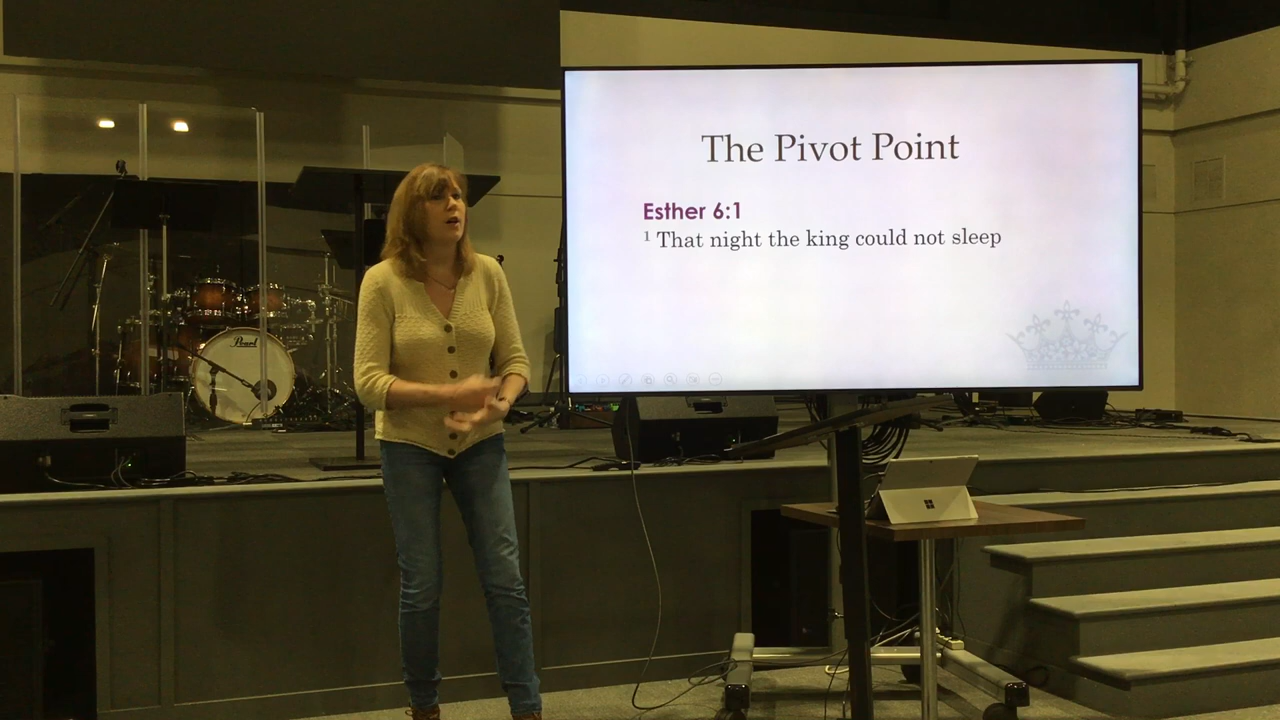 The Pivot Point
Esther 6:1
¹ That night the king could not sleep
Pearl